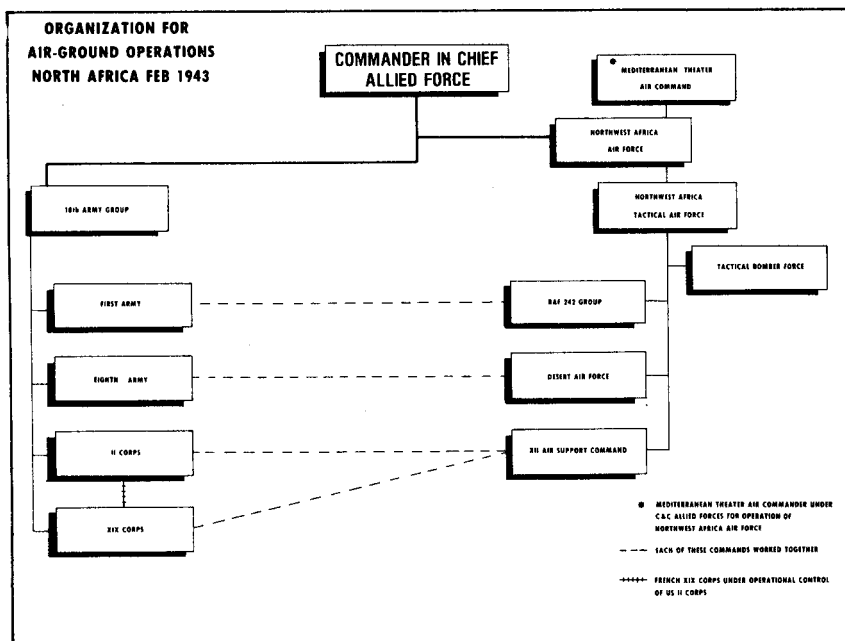 ORGANIZATION FOR
AIR-GROUND OPERATIONS
NORTH AFRICA FEB 1943
COMMANDER IN CHIEF
ALLIED FORCE
MEDITERRANEAN THEATER
AIR COMMAND
NORTHWEST AFRICA
AIR FORCE
18th ARMY GROUP
NORTHWEST AFRICA
TACTICAL AIR FORCE
TACTICAL BOMBER FORCE
FIRST ARMY
RAF 242 GROUP
EIGHTH ARMY
DESERT AIR FORCE
II CORPS
XII AIR SUPPORT COMMAND
XIX CORPS
MEDITERRANEAN THEATER AIR COMMANDER UNDER
C&C ALLIED FORCES FOR OPERATION OF
NORTHWEST AFRICA AIR FORCE
EACH OF THESE COMMANDS WORKED TOGETHER
FRENCH XIX CORPS UNDER OPERATIONAL CONTROL
OF US II CORPS